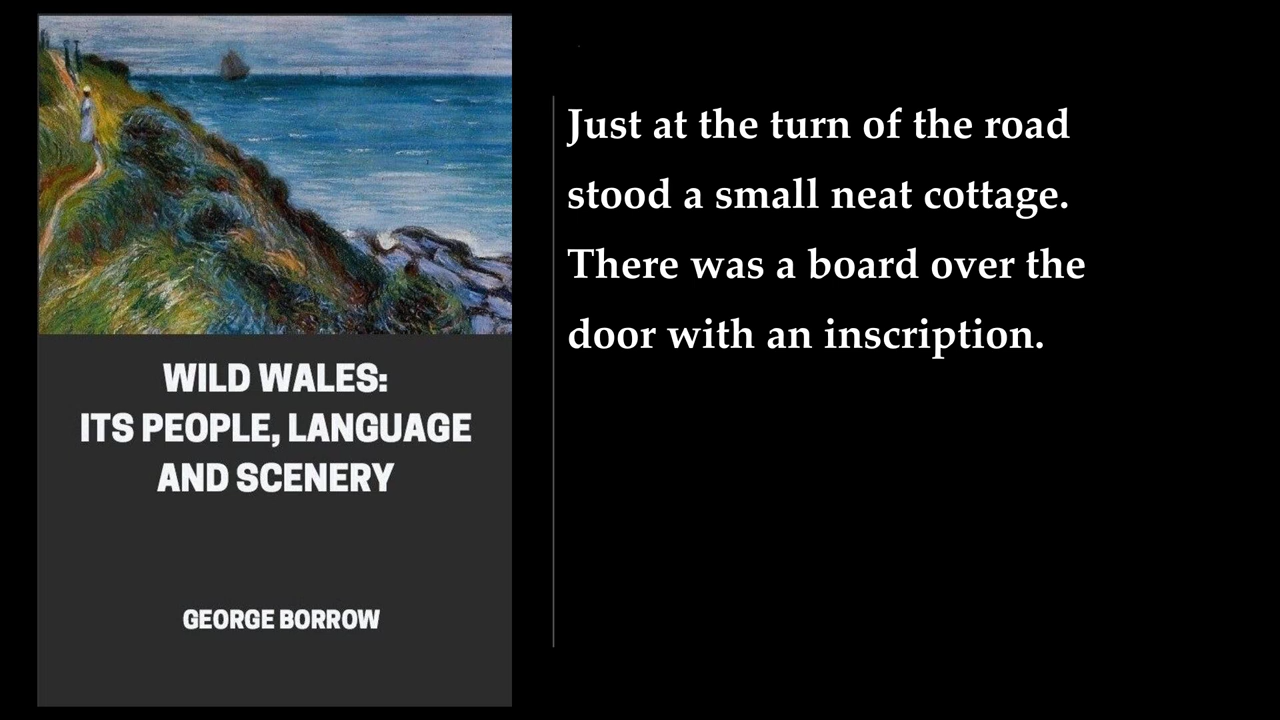 WILD WALES:
ITS PEOPLE, LANGUAGE
AND SCENERY
GEORGE BORROW
Just at the turn of the road
stood a small neat cottage.
There was a board over the
door with an inscription.